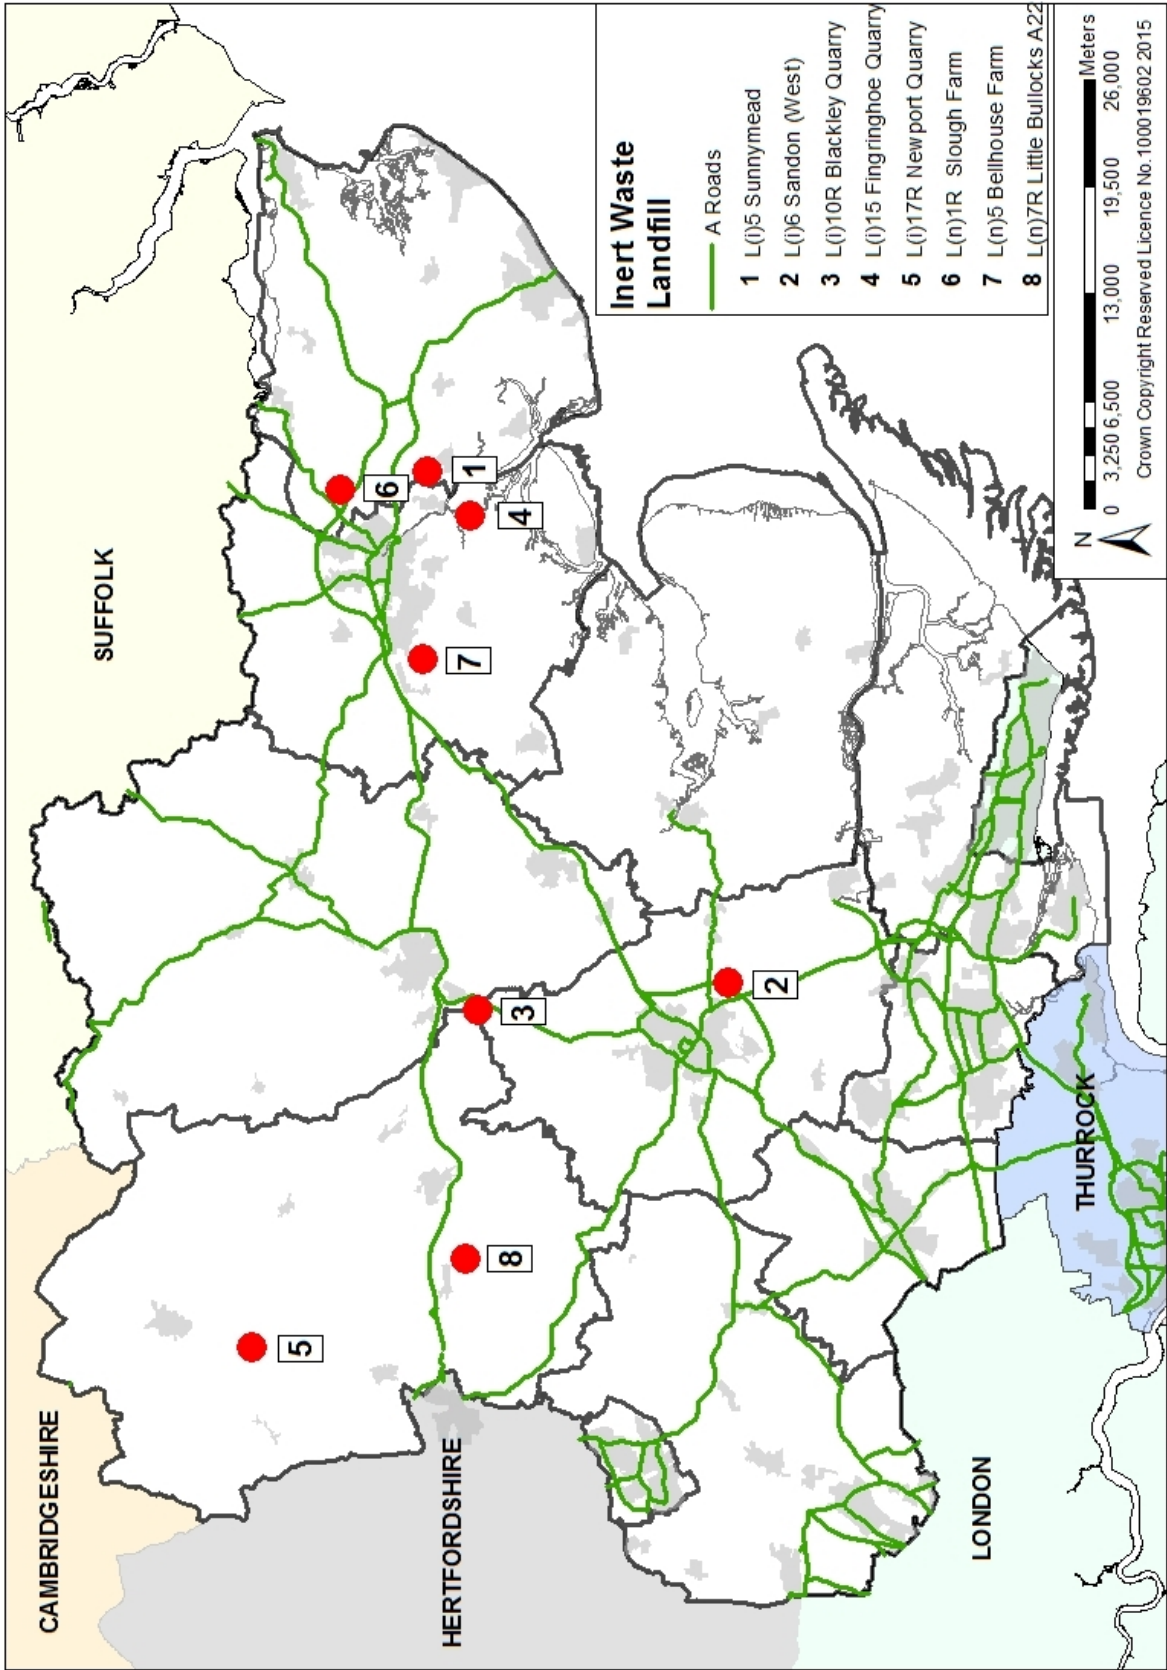 CAMBRIDGESHIRE
SUFFOLK
HERTFORDSHIRE
LONDON
THURROCK
5
8
3
2
7
6
1
4
Inert Waste
Landfill
A Roads
1 L(i)5 Sunnymead
2 L(i)6 Sandon (West)
3 L(i)10R Blackley Quarry
4 L(i)15 Fingringhoe Quarry
5 L(i)17R Newport Quarry
6 L(n)1R Slough Farm
7 L(n)5 Bellhouse Farm
8 L(n)7R Little Bullocks A22
N
0 3,250 6,500 13,000 19,500 26,000
Meters
Crown Copyright Reserved Licence No.100019602 2015